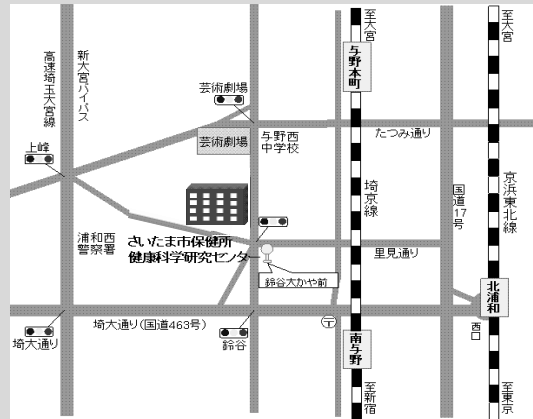 至大宮
至大宮
新大宮バイパス
高速埼玉大宮線
与野本町
芸術劇場
芸術劇場
与野西
中学校
たつみ通り
上峰
埼京線
国道17号
京浜東北線
浦和西
警察署
さいたま市保健所
健康科学研究センター
里見通り
鈴谷大かや前
北浦和
西口
埼大通り(国道463号)
埼大通り
鈴谷
〒
南与野
至新宿
至東京